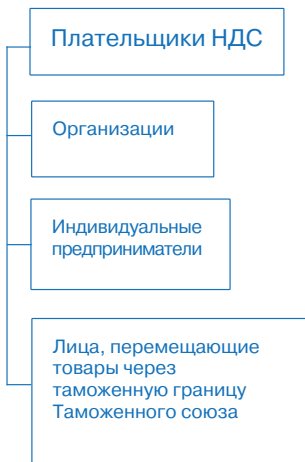 Плательщики НДС
Организации
Индивидуальные
предприниматели
Лица, перемещающие
товары через
таможенную границу
Таможенного союза